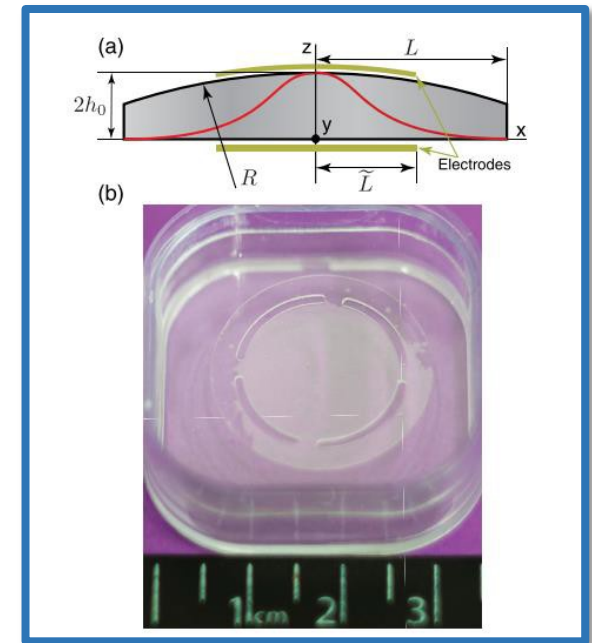 (a)
z
L
2h₀
y
x
R
L̃
Electrodes
(b)
1cm 2 3